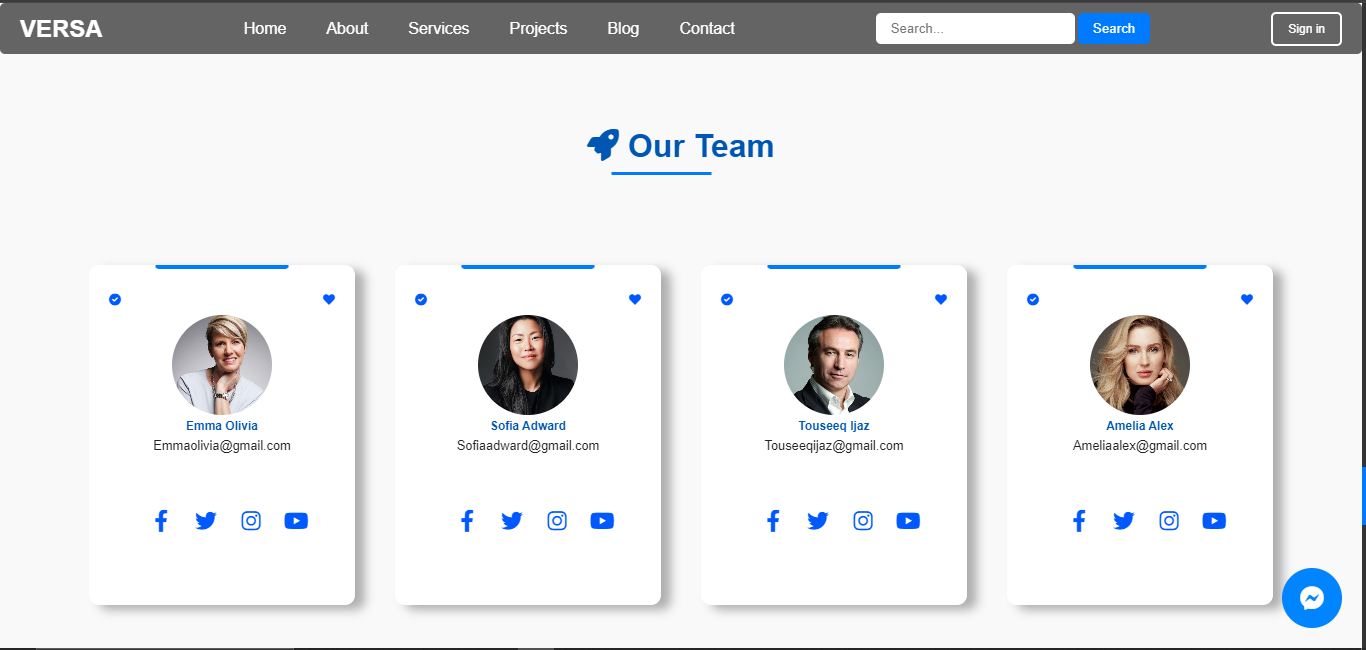 VERSA Home About Services Projects Blog Contact Search... Search Sign in
Our Team
Emma Olivia
Emmaolivia@gmail.com
Sofia Adward
Sofiaadward@gmail.com
Touseeq Ijaz
Touseeqijaz@gmail.com
Amelia Alex
Ameliaalex@gmail.com